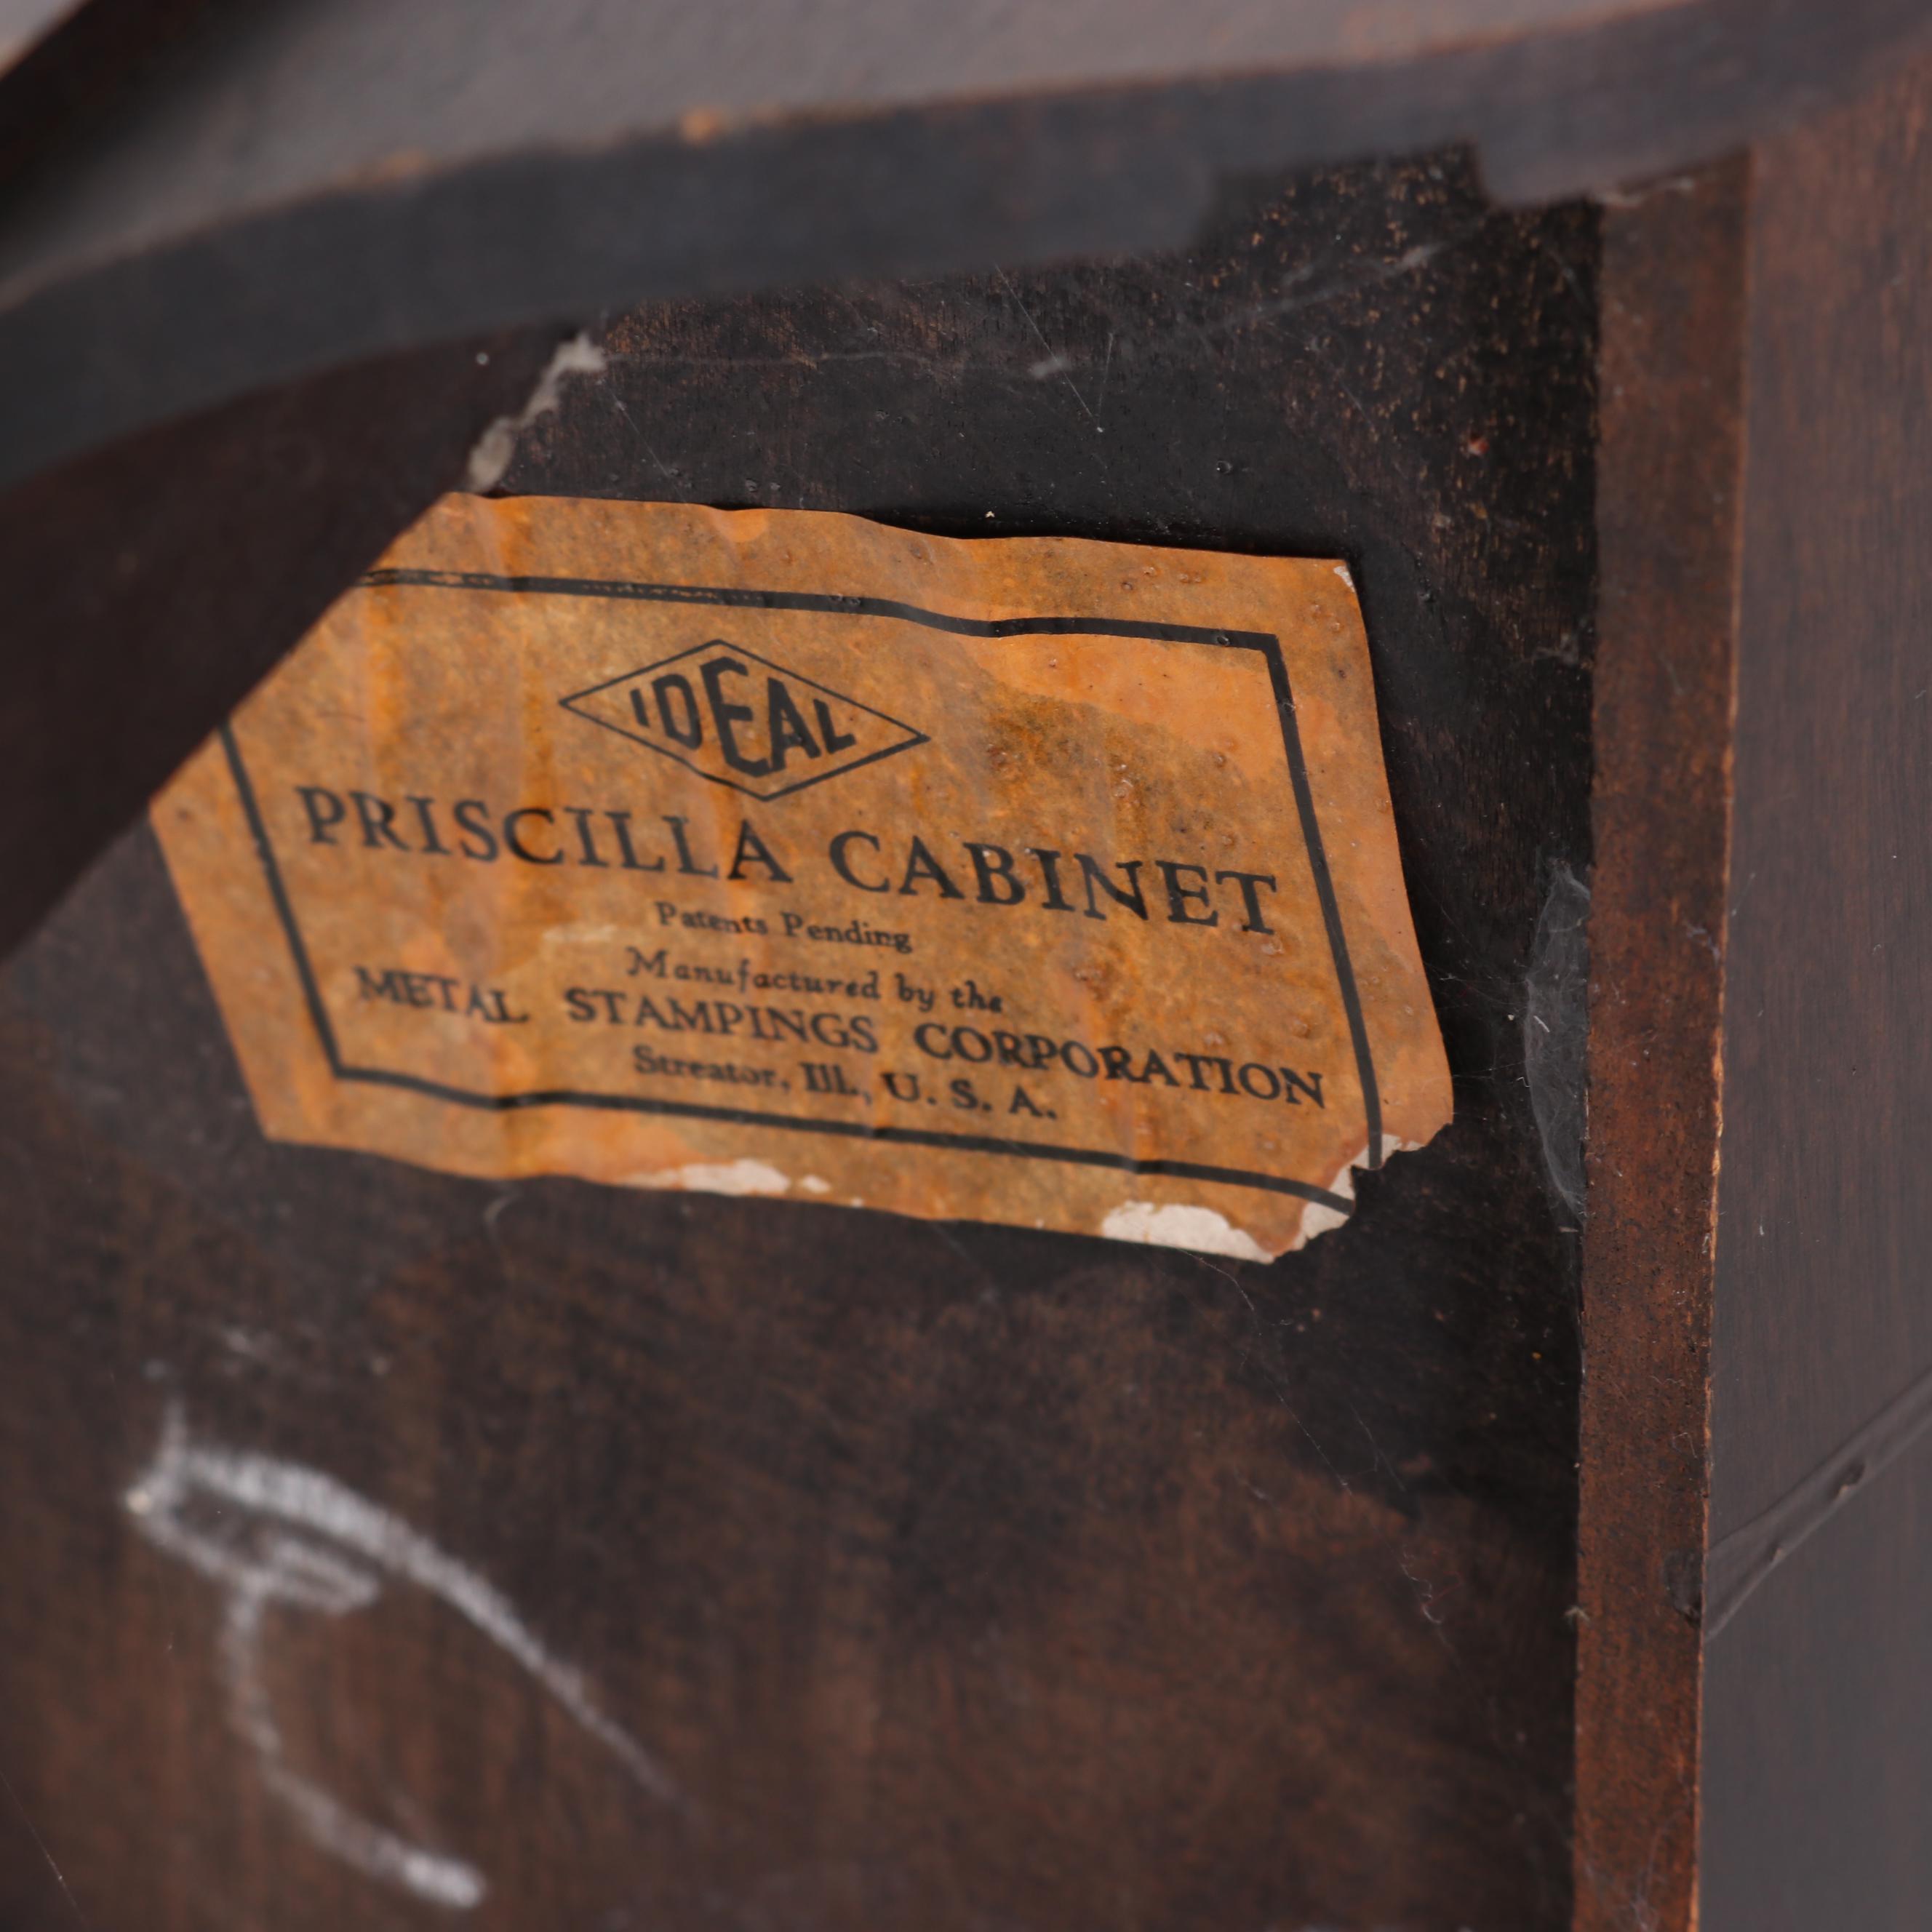 IDEAL
PRISCILLA CABINET
Patents Pending
Manufactured by the
METAL STAMPINGS CORPORATION
Streator, Ill., U. S. A.